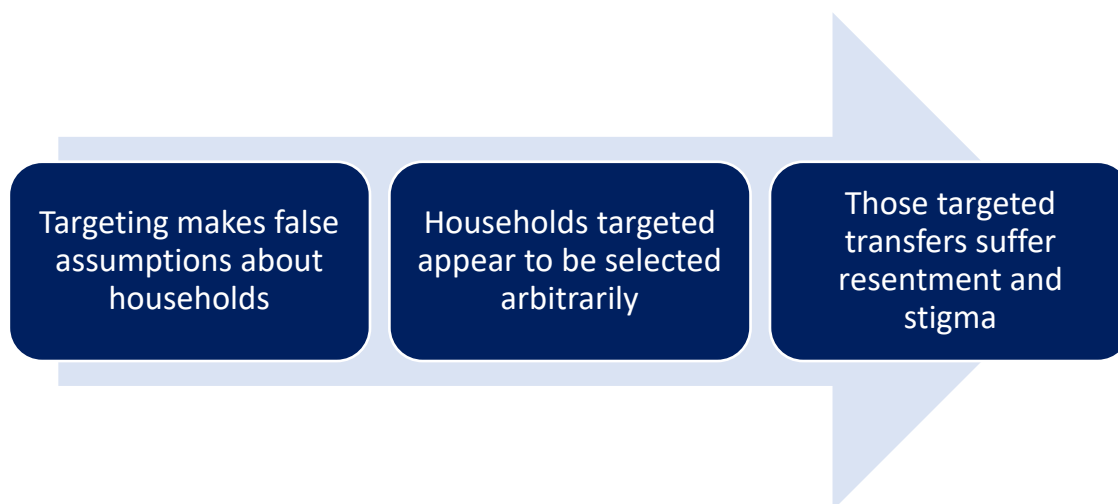 Targeting makes false
assumptions about
households
Households targeted
appear to be selected
arbitrarily
Those targeted
transfers suffer
resentment and
stigma